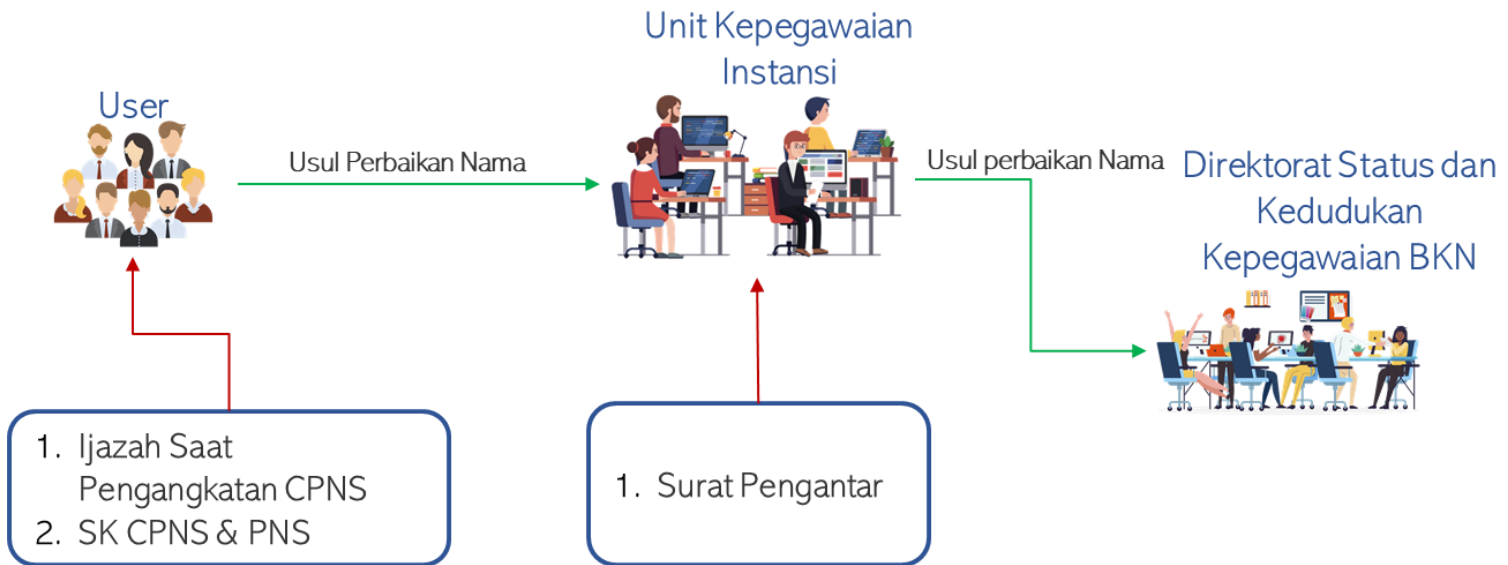 Unit Kepegawaian
Instansi
User
Usul Perbaikan Nama
Usul perbaikan Nama
Direktorat Status dan
Kedudukan
Kepegawaian BKN
1. Ijazah Saat
Pengangkatan CPNS
2. SK CPNS & PNS
1. Surat Pengantar